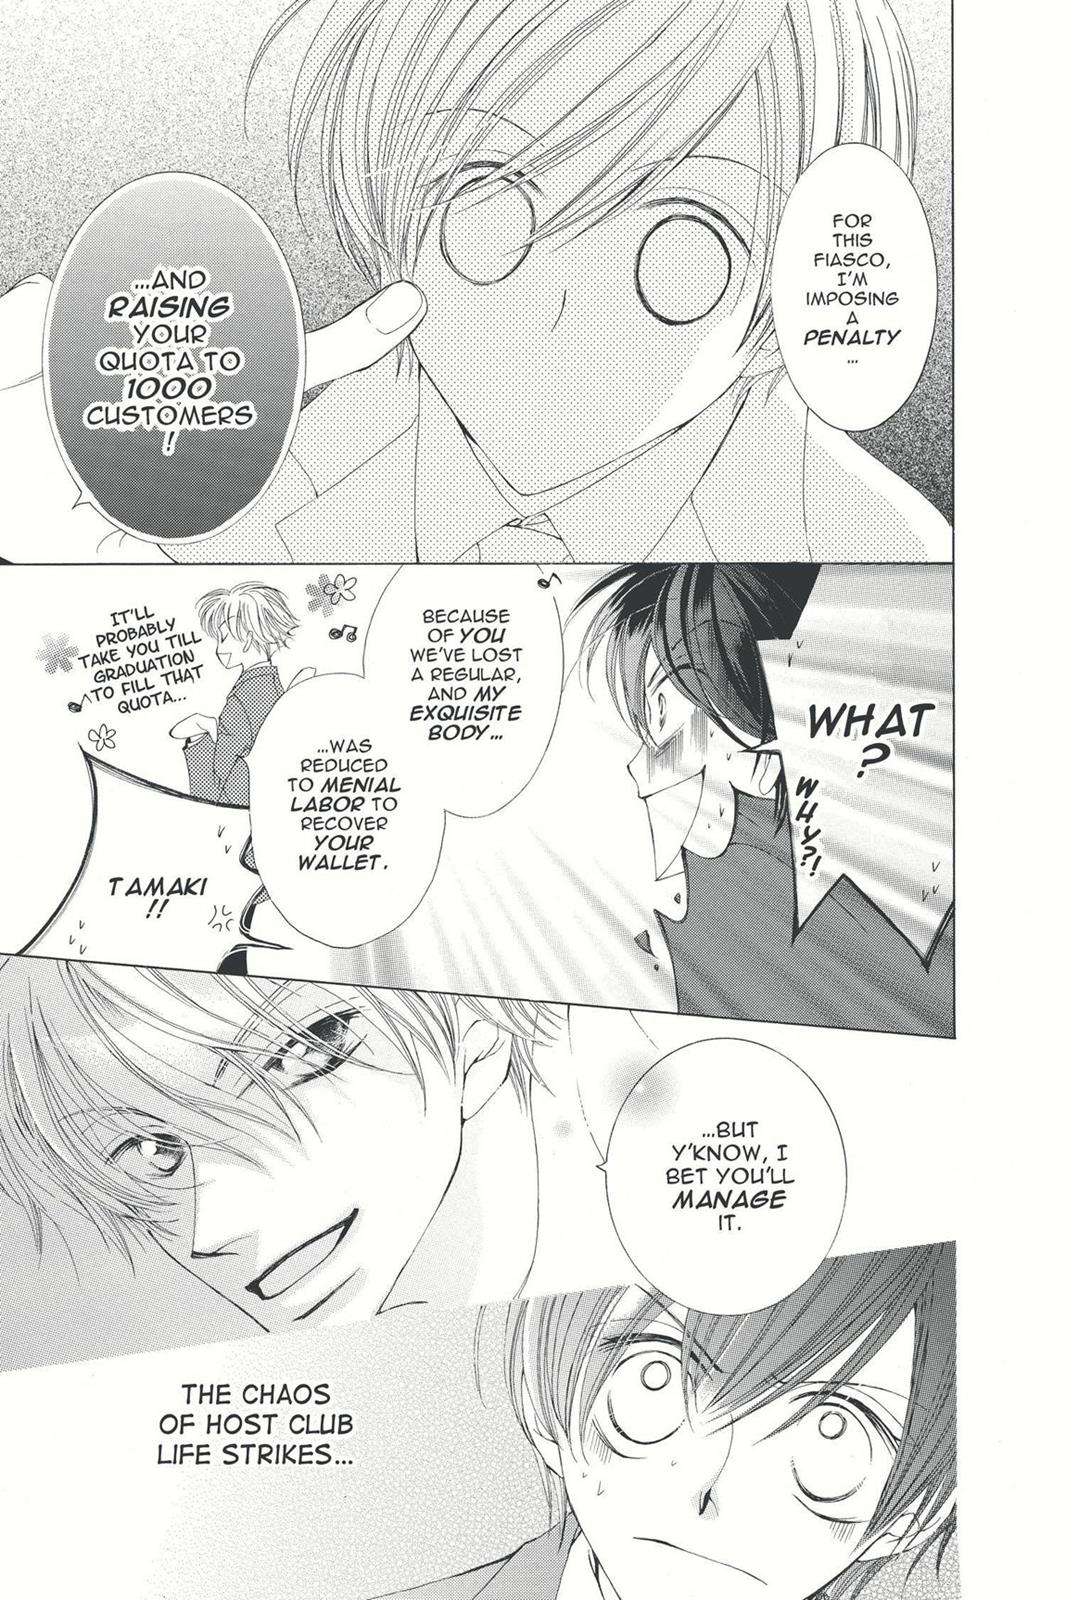 FOR
THIS
FIASCO,
I'M
IMPOSING
A
PENALTY
...
...AND
RAISING
YOUR
QUOTA TO
1000
CUSTOMERS
!
WHAT
?
WHY?!
BECAUSE
OF YOU
WE'VE LOST
A REGULAR,
AND MY
EXQUISITE
BODY...
...WAS
REDUCED
TO MENIAL
LABOR TO
RECOVER
YOUR
WALLET.
IT'LL
PROBABLY
TAKE YOU TILL
GRADUATION
TO FILL THAT
QUOTA...
TAMAKI
!!
...BUT
Y'KNOW, I
BET YOU'LL
MANAGE
IT.
THE CHAOS
OF HOST CLUB
LIFE STRIKES...